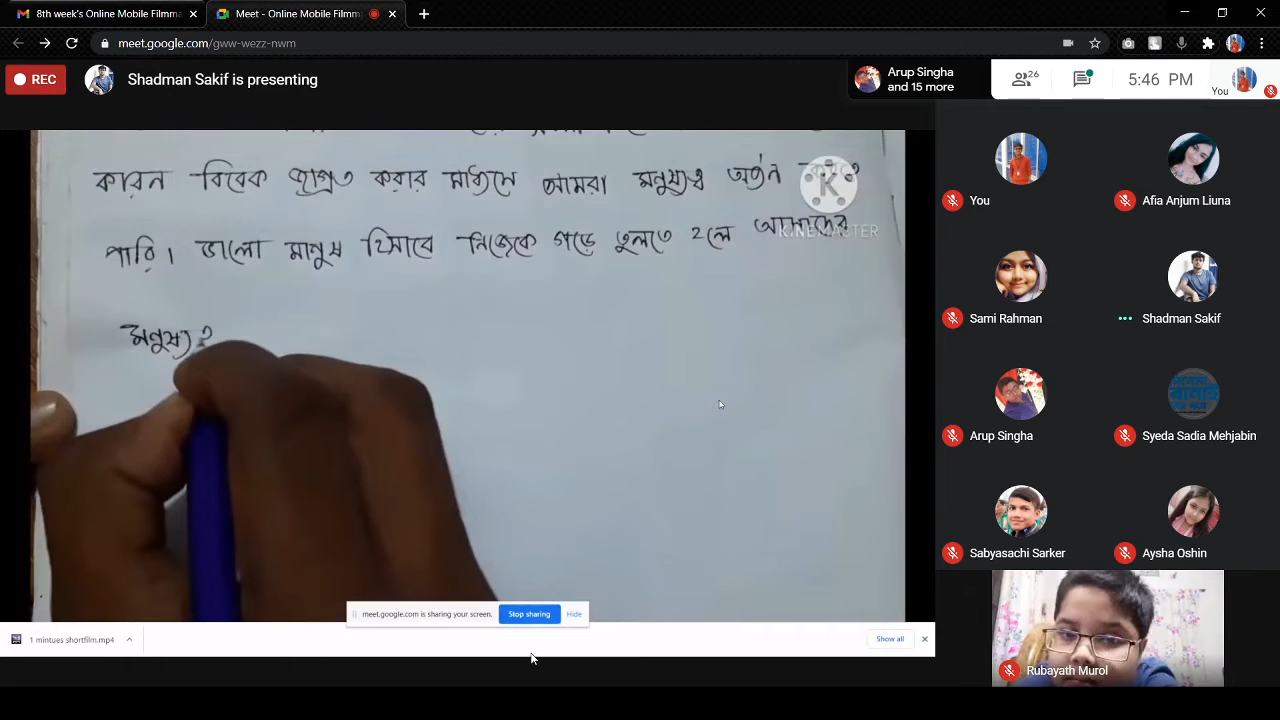 8th week's Online Mobile Filmma
Meet - Online Mobile Filmm
meet.google.com/gww-wezz-nwm
REC
Shadman Sakif is presenting
Arup Singha
and 15 more
26
5:46 PM
You
কারন বিবেক জাগ্রত করার মাধ্যমে আমরা মনুষ্যত্ব অর্জন করতে
পারি। ভালো মানুষ হিসাবে নিজেকে গড়ে তুলতে হলে আমাদের
মনুষ্য
K
KINEMASTER
You
Afia Anjum Liuna
Sami Rahman
Shadman Sakif
Arup Singha
Syeda Sadia Mehjabin
Sabyasachi Sarker
Aysha Oshin
Rubayath Murol
meet.google.com is sharing your screen.
Stop sharing
Hide
1 mintues shortfilm.mp4
Show all